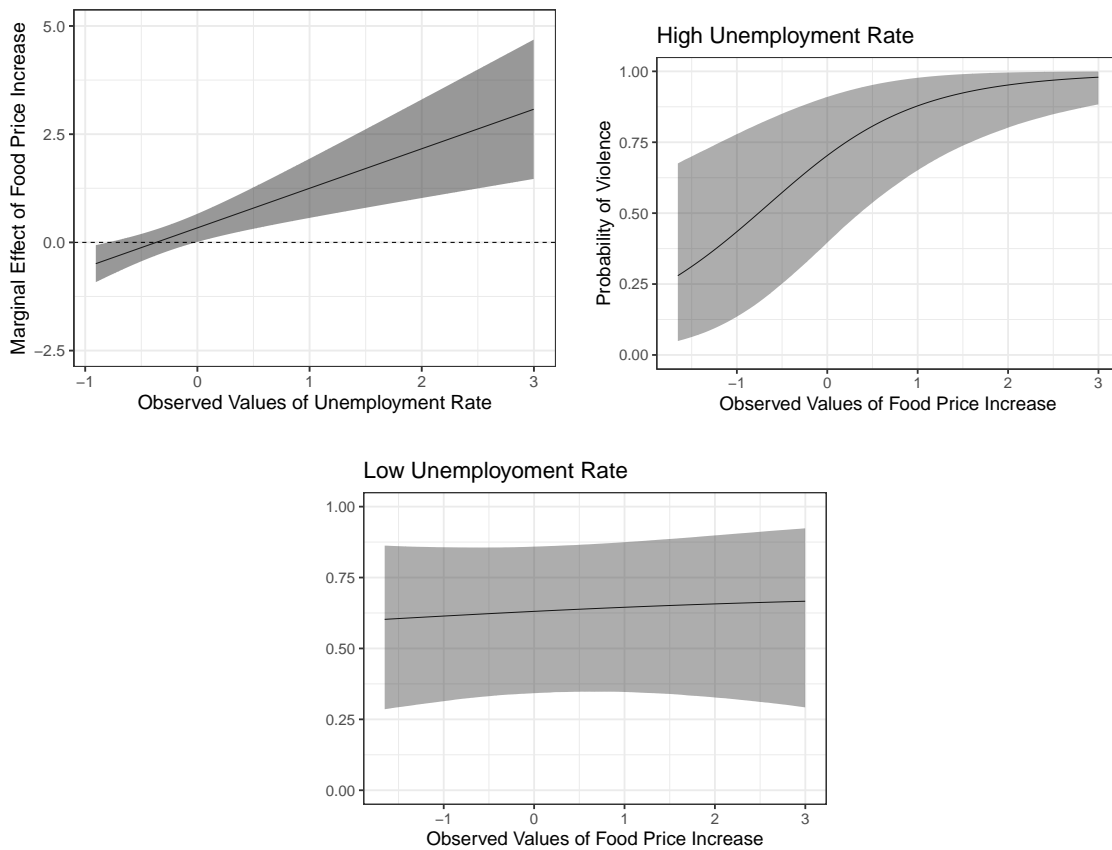 Marginal Effect of Food Price Increase
5.0
2.5
0.0
−2.5
−1 0 1 2 3
Observed Values of Unemployment Rate
High Unemployment Rate
Probability of Violence
1.00
0.75
0.50
0.25
0.00
−1 0 1 2 3
Observed Values of Food Price Increase
Low Unemployoment Rate
1.00
0.75
0.50
0.25
0.00
−1 0 1 2 3
Observed Values of Food Price Increase